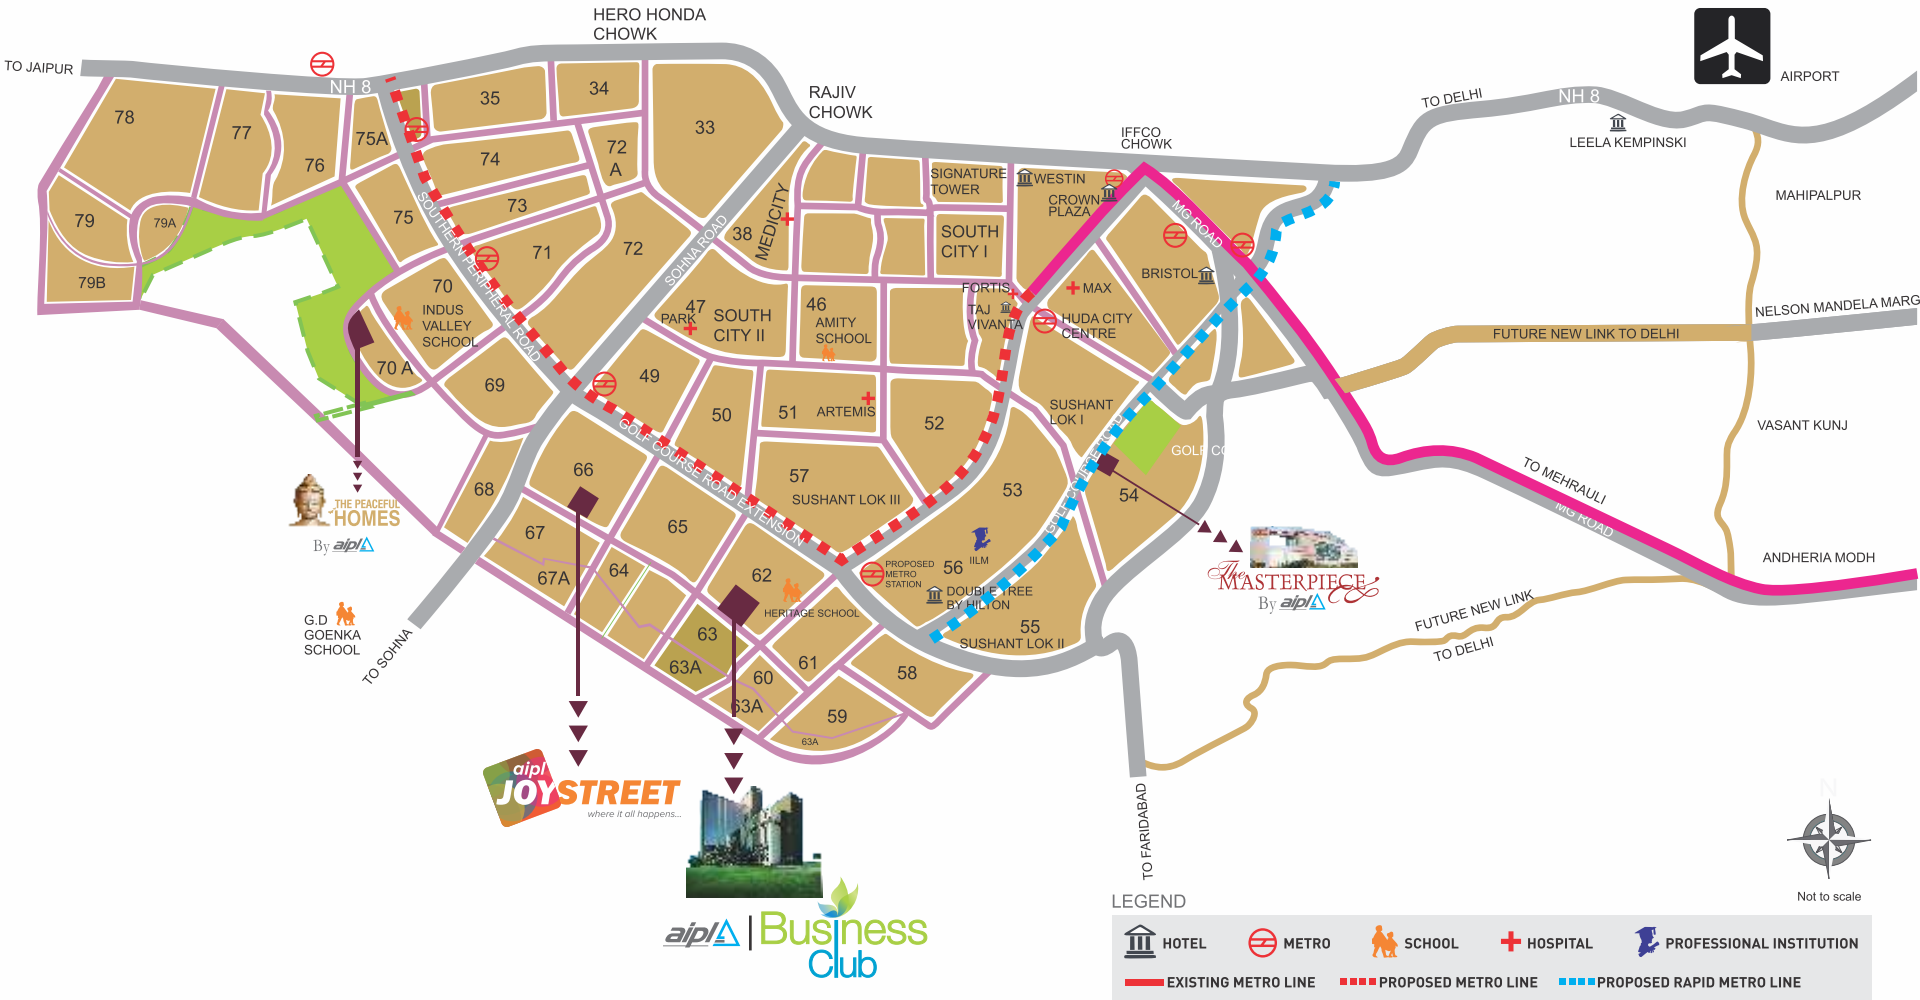 HERO HONDA
CHOWK
TO JAIPUR
NH 8
RAJIV
CHOWK
IFFCO
CHOWK
TO DELHI
NH 8
AIRPORT
LEELA KEMPINSKI
MAHIPALPUR
NELSON MANDELA MARG
FUTURE NEW LINK TO DELHI
VASANT KUNJ
TO MEHRAULI
MG ROAD
ANDHERIA MODH
FUTURE NEW LINK
TO DELHI
78
77
76
75A
35
34
33
74
72
A
73
79
79A
79B
75
71
72
70
INDUS
VALLEY
SCHOOL
70 A
69
SOUTHERN PERIPHERAL ROAD
SOHNA ROAD
38
MEDICITY
SIGNATURE
TOWER
WESTIN
CROWN
PLAZA
MG ROAD
SOUTH
CITY I
BRISTOL
FORTIS
MAX
TAJ
VIVANTA
HUDA CITY
CENTRE
47
PARK
SOUTH
CITY II
46
AMITY
SCHOOL
49
50
51
ARTEMIS
52
SUSHANT
LOK I
GOLF CO
GOLF COURSE ROAD
54
53
57
SUSHANT LOK III
GOLF COURSE ROAD EXTENSION
66
68
67
67A
65
64
62
HERITAGE SCHOOL
63
63A
60
63A
61
59
63A
58
PROPOSED
METRO
STATION
56
IILM
DOUBLE TREE
BY HILTON
55
SUSHANT LOK II
THE PEACEFUL
HOMES
By aipl
G.D
GOENKA
SCHOOL
TO SOHNA
The
MASTERPIECE
By aipl
aipl
JOYSTREET
where it all happens...
aipl | Business
Club
TO FARIDABAD
N
Not to scale
LEGEND
HOTEL
METRO
SCHOOL
HOSPITAL
PROFESSIONAL INSTITUTION
EXISTING METRO LINE
PROPOSED METRO LINE
PROPOSED RAPID METRO LINE